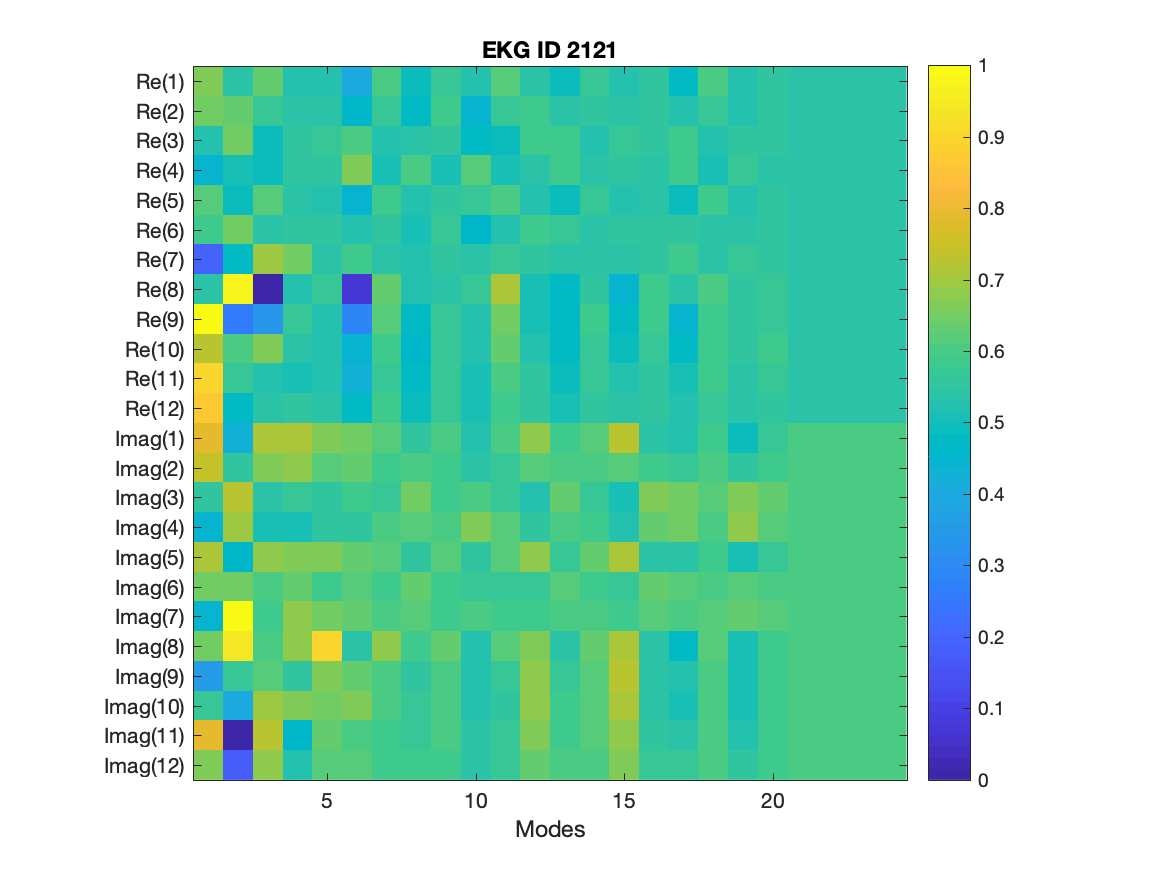 EKG ID 2121
Re(1)
Re(2)
Re(3)
Re(4)
Re(5)
Re(6)
Re(7)
Re(8)
Re(9)
Re(10)
Re(11)
Re(12)
Imag(1)
Imag(2)
Imag(3)
Imag(4)
Imag(5)
Imag(6)
Imag(7)
Imag(8)
Imag(9)
Imag(10)
Imag(11)
Imag(12)
5 10 15 20
Modes
1
0.9
0.8
0.7
0.6
0.5
0.4
0.3
0.2
0.1
0